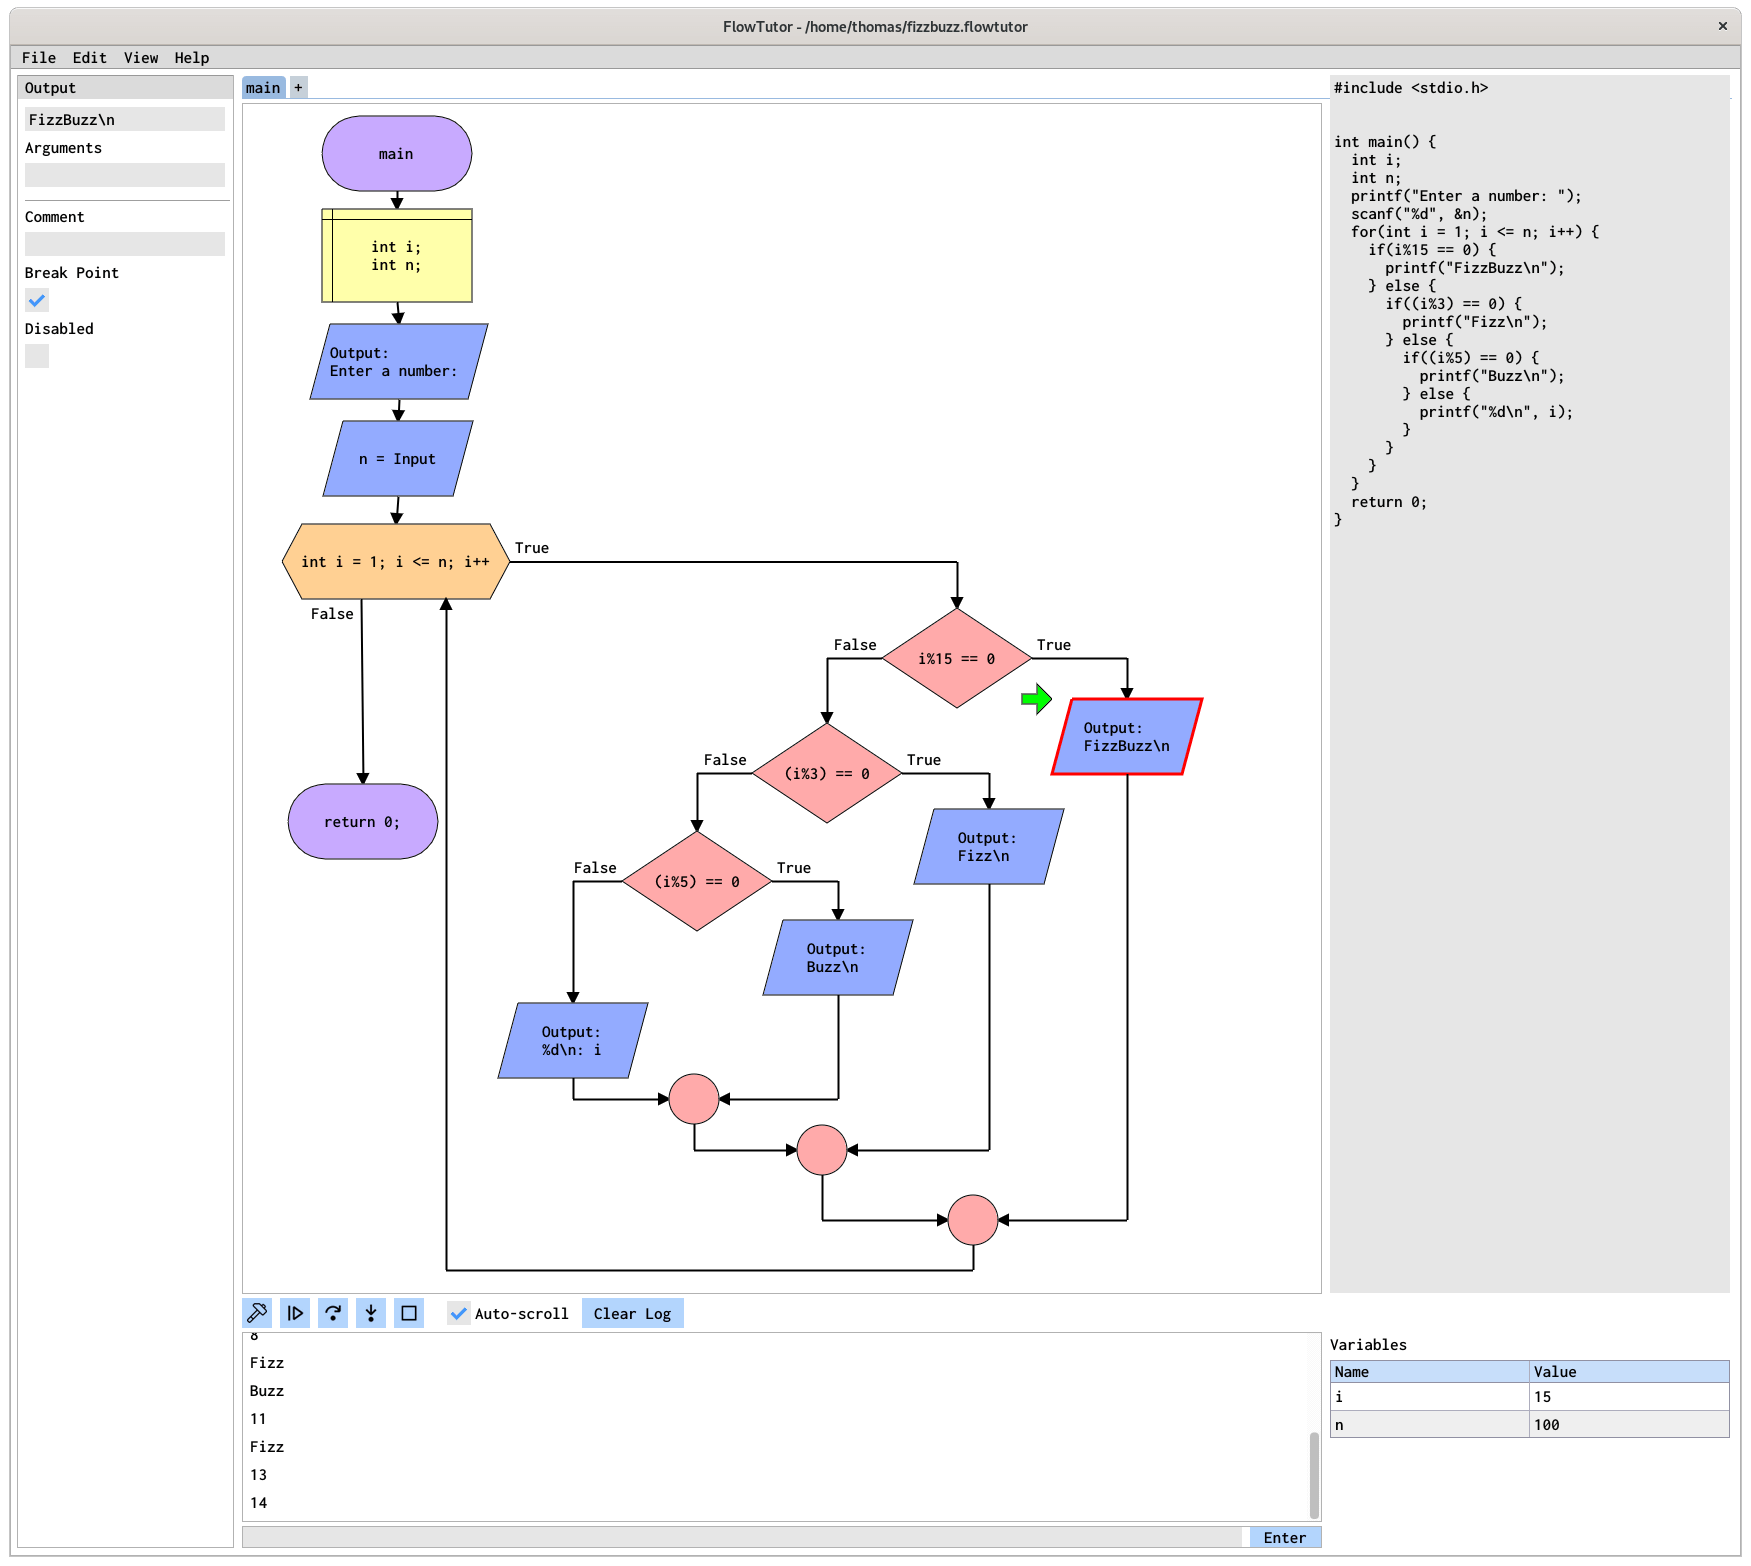 FlowTutor - /home/thomas/fizzbuzz.flowtutor
×
File Edit View Help
Output
FizzBuzz\n
Arguments
Comment
Break Point
Disabled
main +
main
int i;
int n;
Output:
Enter a number:
n = Input
int i = 1; i <= n; i++
True
False
return 0;
i%15 == 0
False
True
Output:
FizzBuzz\n
(i%3) == 0
False
True
Output:
Fizz\n
(i%5) == 0
False
True
Output:
Buzz\n
Output:
%d\n: i
#include <stdio.h>
int main() {
  int i;
  int n;
  printf("Enter a number: ");
  scanf("%d", &n);
  for(int i = 1; i <= n; i++) {
    if(i%15 == 0) {
      printf("FizzBuzz\n");
    } else {
      if((i%3) == 0) {
        printf("Fizz\n");
      } else {
        if((i%5) == 0) {
          printf("Buzz\n");
        } else {
          printf("%d\n", i);
        }
      }
    }
  }
  return 0;
}
Auto-scroll
Clear Log
8
Fizz
Buzz
11
Fizz
13
14
Enter
Variables
Name Value
i 15
n 100